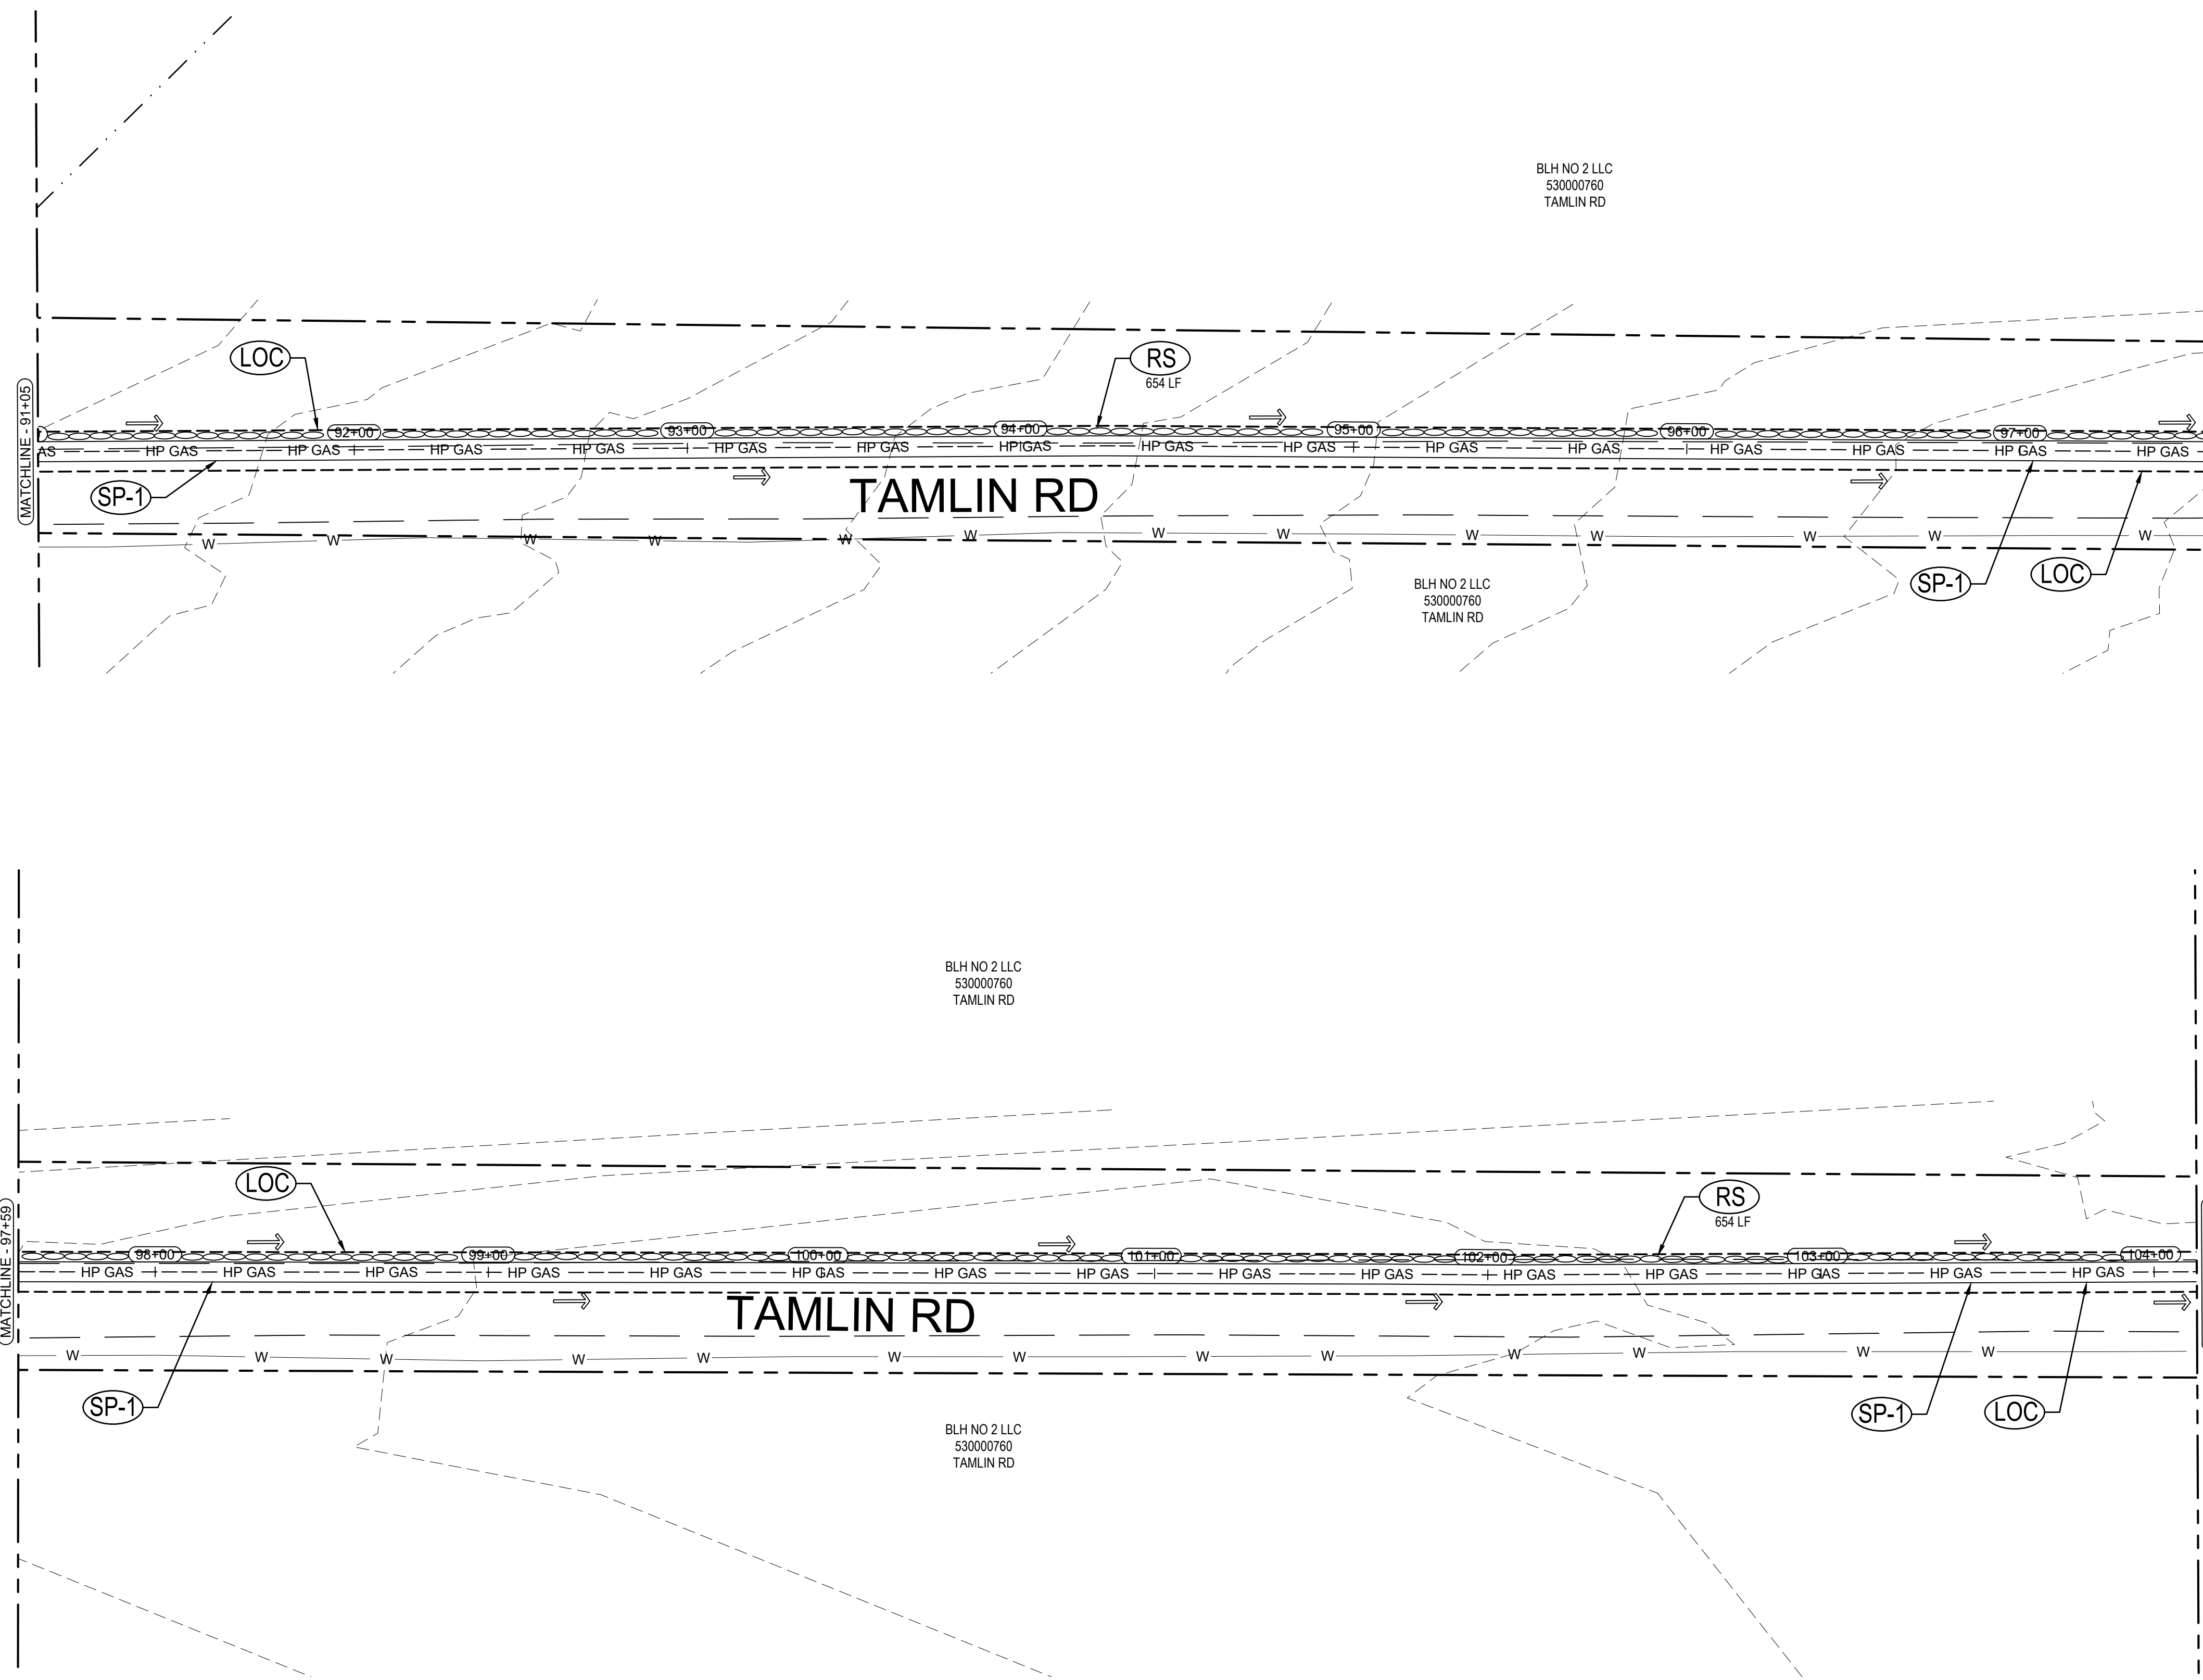 BLH NO 2 LLC
530000760
TAMLIN RD
LOC
RS
654 LF
MATCHLINE - 91+05
92+00
93+00
94+00
95+00
96+00
97+00
AS HP GAS HP GAS HP GAS HP GAS HP GAS HP GAS HP GAS HP GAS HP GAS HP GAS HP GAS HP GAS HP GAS HP GAS HP GAS
SP-1
TAMLIN RD
W W W W W W W W W W W W W
SP-1
LOC
BLH NO 2 LLC
530000760
TAMLIN RD
BLH NO 2 LLC
530000760
TAMLIN RD
LOC
RS
654 LF
MATCHLINE - 97+59
98+00
99+00
100+00
101+00
102+00
103+00
104+00
HP GAS HP GAS HP GAS HP GAS HP GAS HP GAS HP GAS HP GAS HP GAS HP GAS HP GAS HP GAS HP GAS HP GAS HP GAS
TAMLIN RD
W W W W W W W W W W W W W
SP-1
SP-1
LOC
BLH NO 2 LLC
530000760
TAMLIN RD